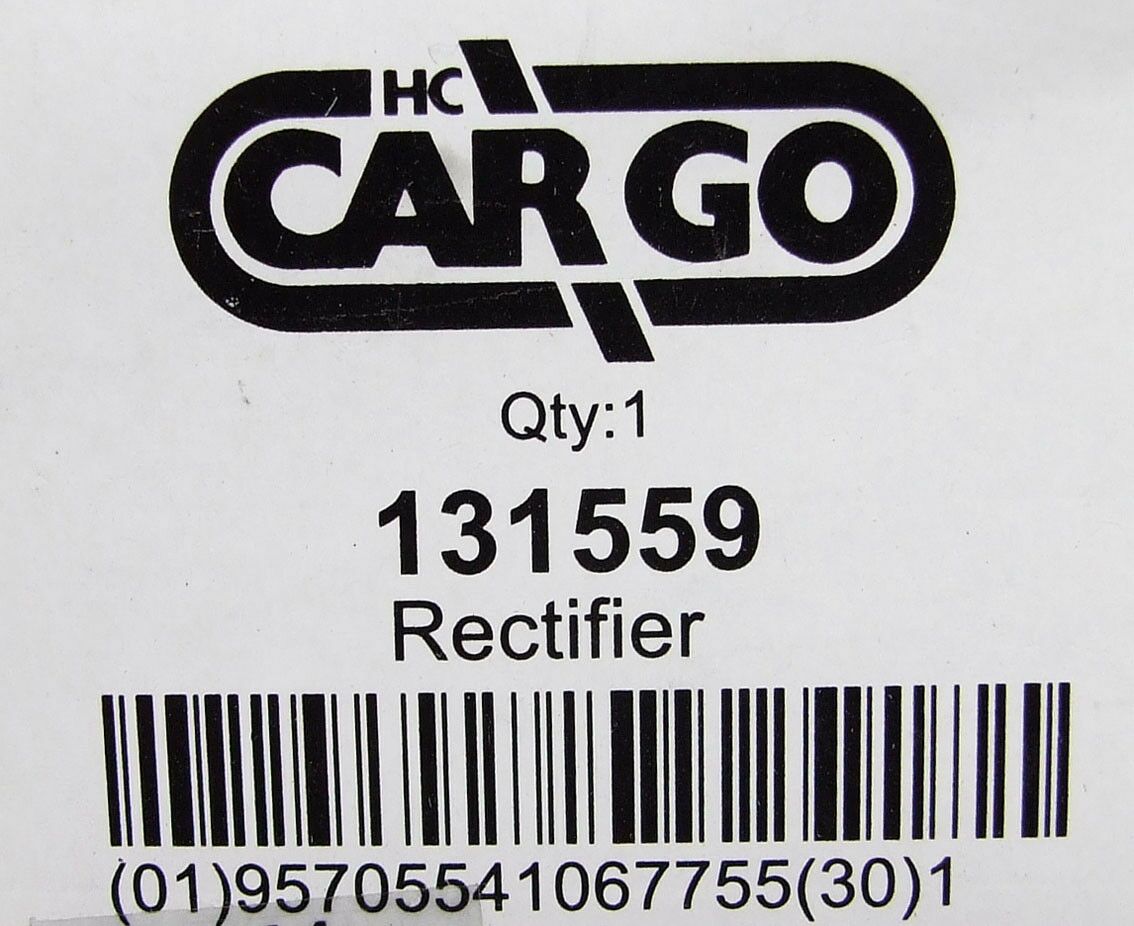 HC
CARGO
Qty:1
131559
Rectifier
(01)95705541067755(30)1